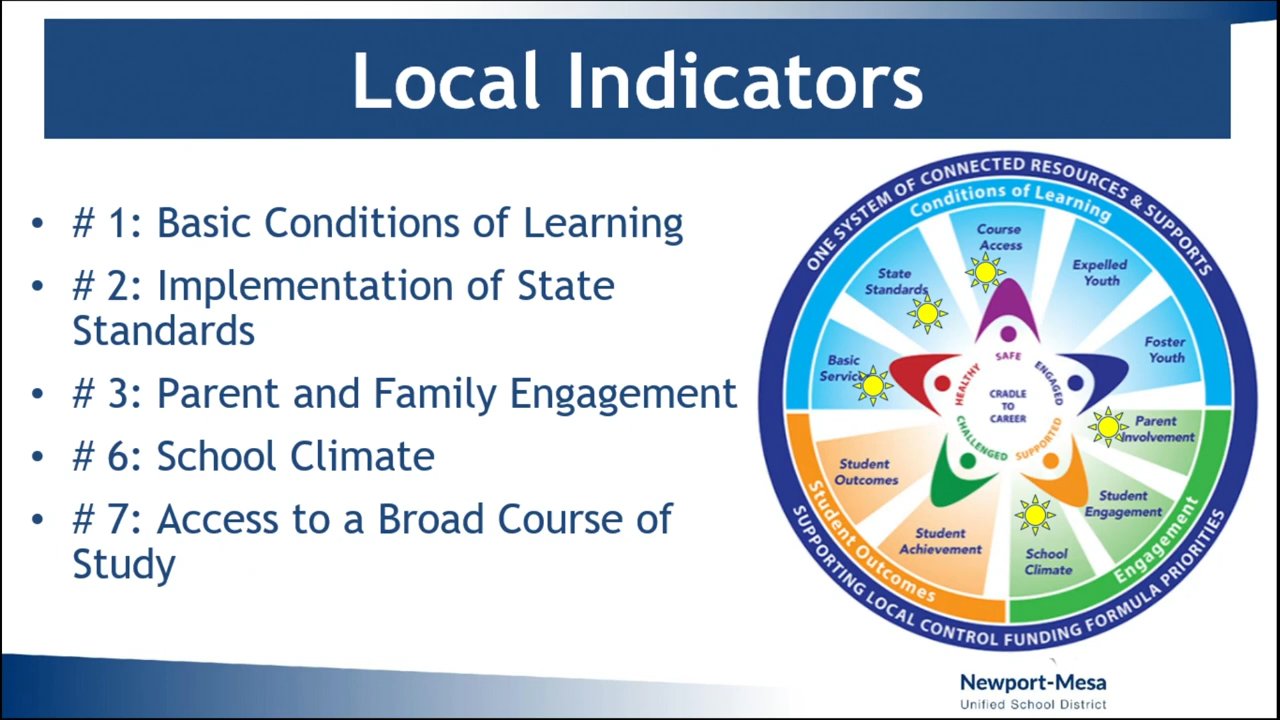 Local Indicators
• # 1: Basic Conditions of Learning
• # 2: Implementation of State
Standards
• # 3: Parent and Family Engagement
• # 6: School Climate
• # 7: Access to a Broad Course of
Study
ONE SYSTEM OF CONNECTED RESOURCES & SUPPORTS
Conditions of Learning
Course
Access
State
Standards
Expelled
Youth
Basic
Services
Foster
Youth
SAFE
HEALTHY
ENGAGED
CRADLE
TO
CAREER
CHALLENGED
SUPPORTED
Parent
Involvement
Student
Outcomes
Student
Engagement
Student
Achievement
School
Climate
Student Outcomes
Engagement
SUPPORTING LOCAL CONTROL FUNDING FORMULA PRIORITIES
Newport-Mesa
Unified School District